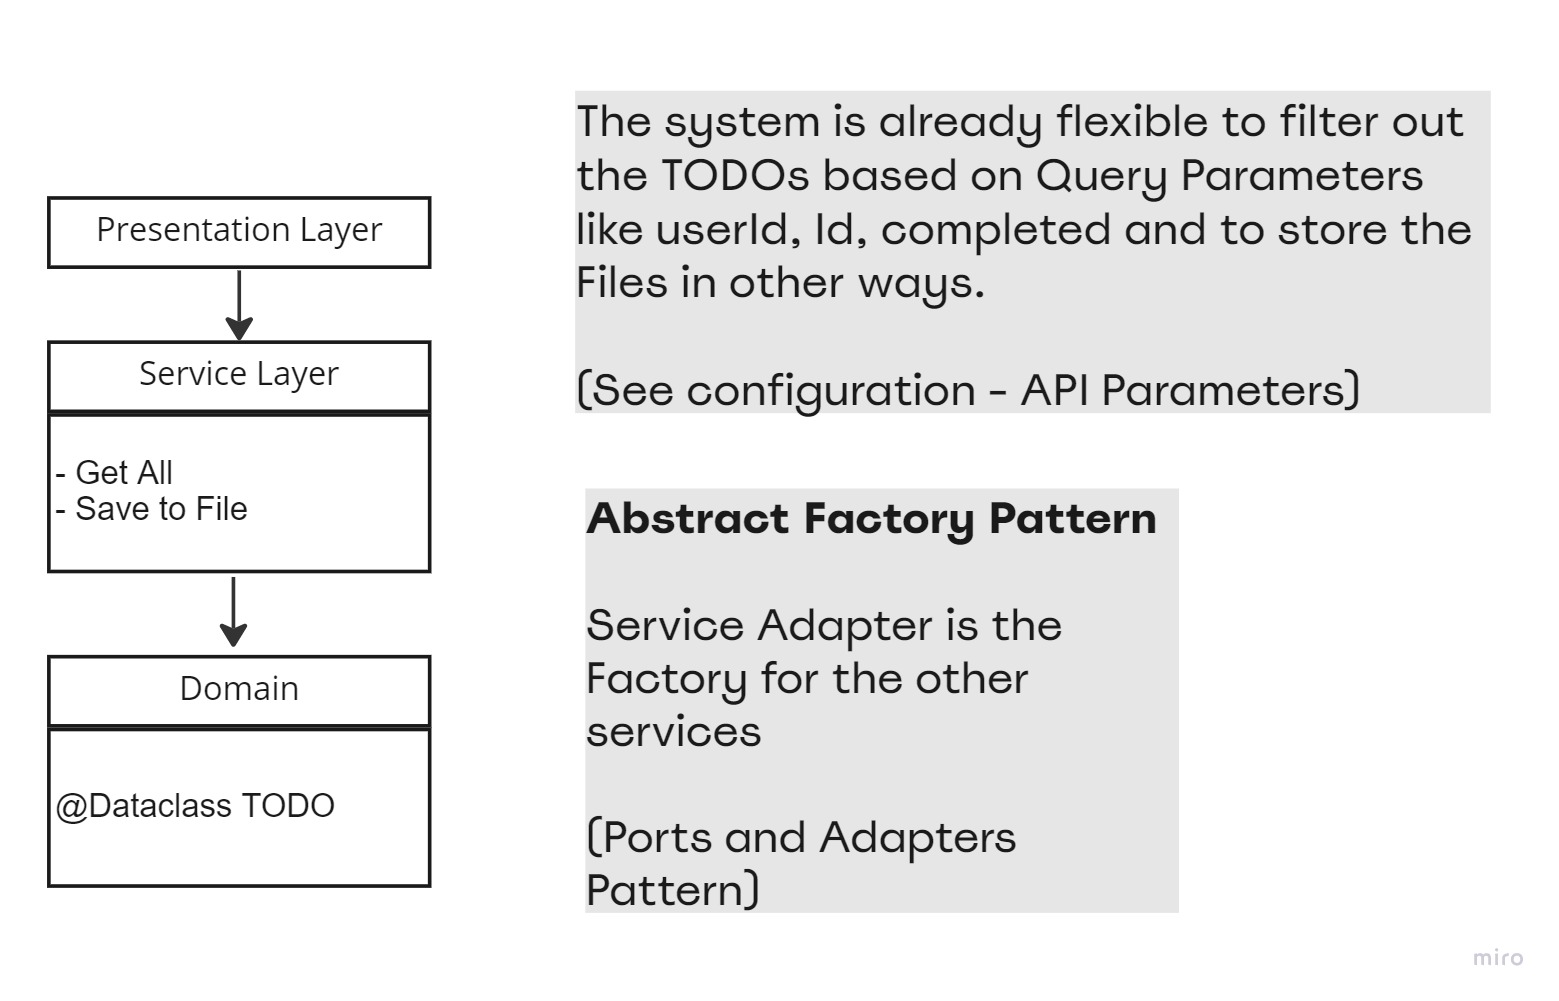 Presentation Layer
Service Layer
- Get All
- Save to File
Domain
@Dataclass TODO
The system is already flexible to filter out
the TODOs based on Query Parameters
like userId, Id, completed and to store the
Files in other ways.
(See configuration - API Parameters)
Abstract Factory Pattern
Service Adapter is the
Factory for the other
services
(Ports and Adapters
Pattern)
miro